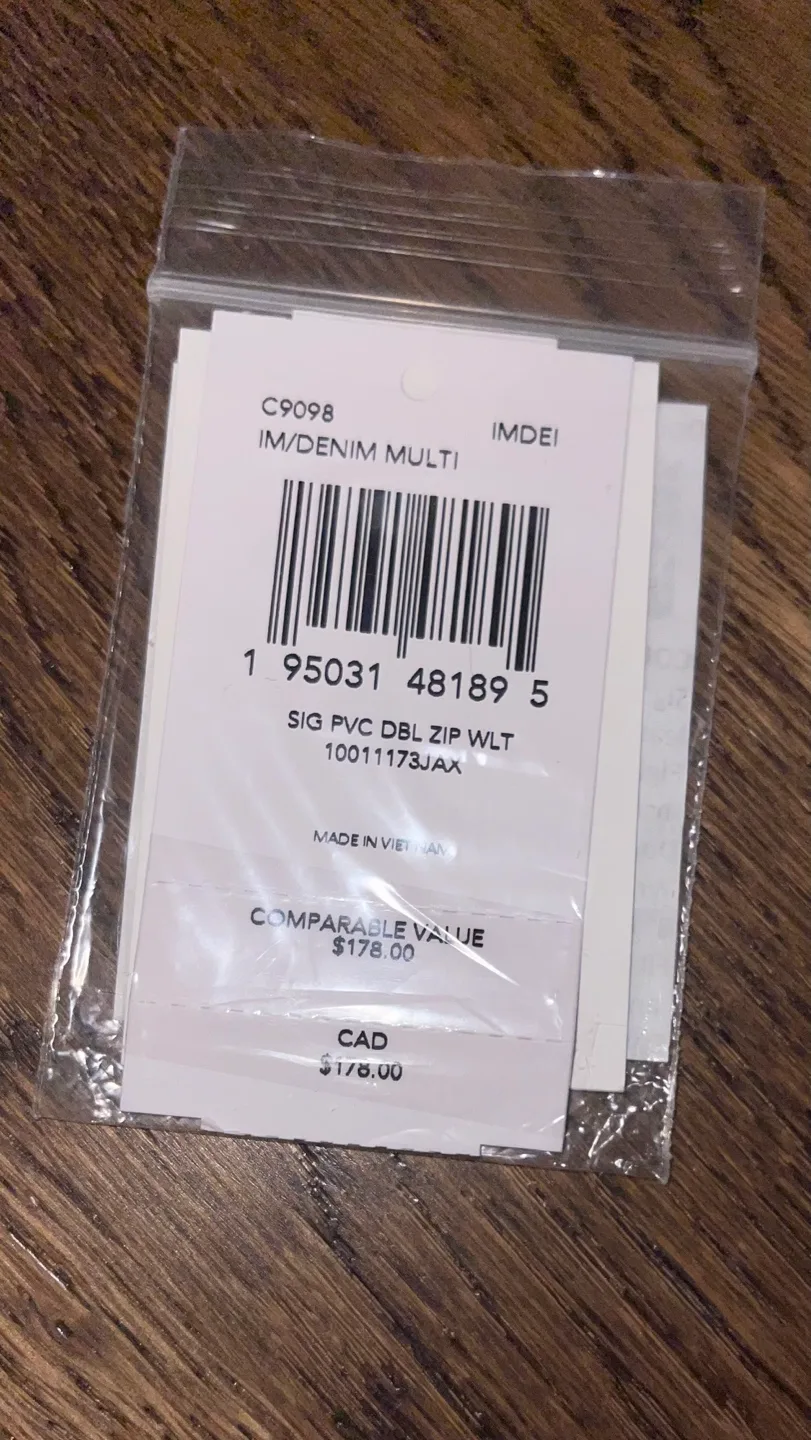 C9098
IMDEI
IM/DENIM MULTI
1 95031 48189 5
SIG PVC DBL ZIP WLT
10011173JAX
MADE IN VIETNAM
COMPARABLE VALUE
$178.00
CAD
$178.00